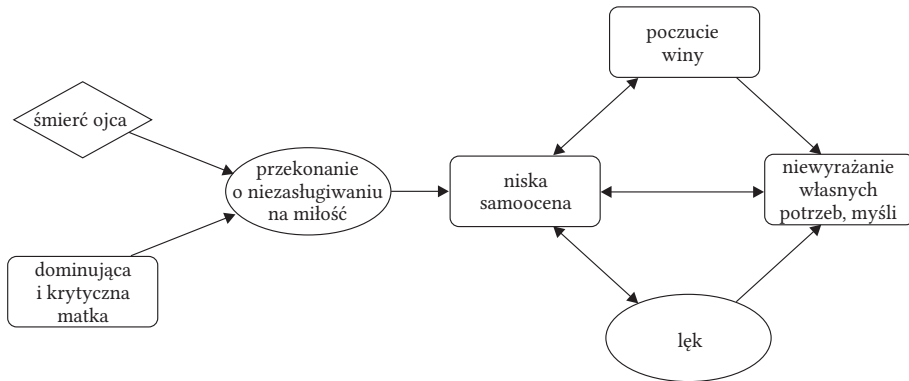 śmierć ojca
dominująca
i krytyczna
matka
przekonanie
o niezasługiwaniu
na miłość
niska
samoocena
poczucie
winy
niewyrażanie
własnych
potrzeb, myśli
lęk